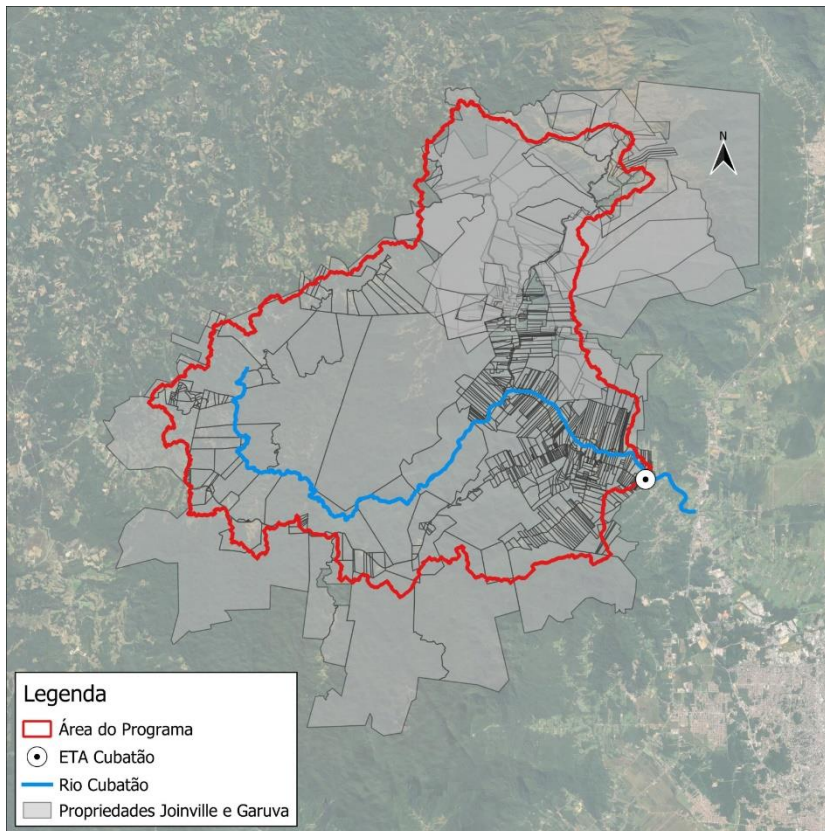 N
Legenda
Área do Programa
ETA Cubatão
Rio Cubatão
Propriedades Joinville e Garuva